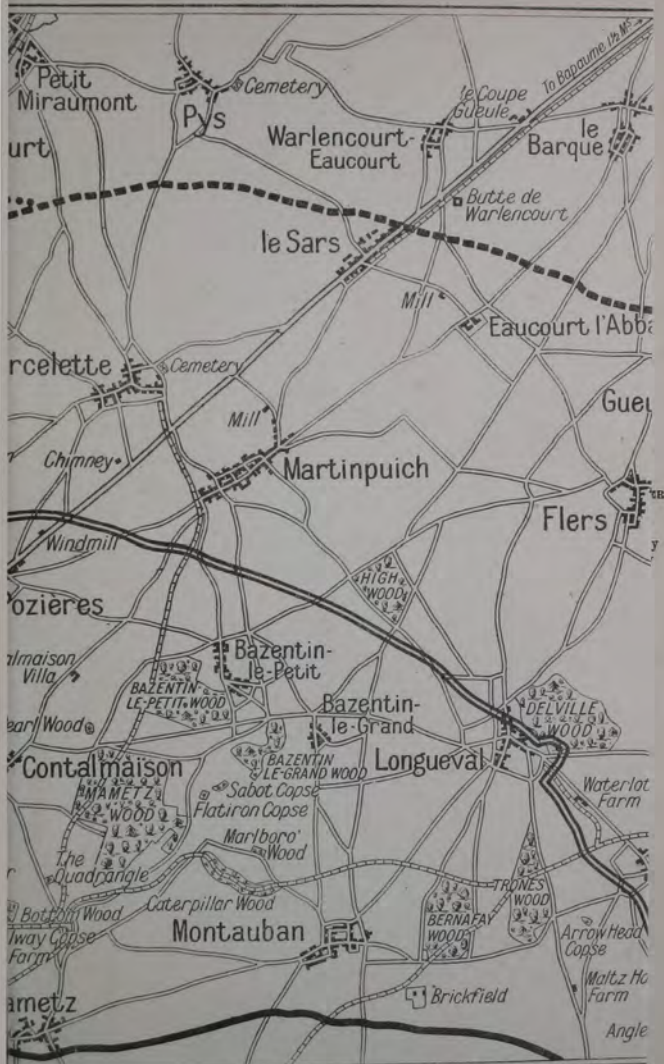 To Bapaume 1½ Ms
Petit
Miraumont
Cemetery
Pys
le Coupe
Gueule
Warlencourt-
Eaucourt
le
Barque
urt
Butte de
Warlencourt
le Sars
Mill
Eaucourt l'Abba
rcelette
Cemetery
Gueu
Mill
Chimney
Martinpuich
Flers
Windmill
HIGH
WOOD
ozières
Bazentin-
le-Petit
almaison
Villa
BAZENTIN
LE-PETIT WOOD
Bazentin-
le-Grand
DELVILLE
WOOD
earl Wood
Contalmaison
BAZENTIN
LE-GRAND WOOD
Longueval
MAMETZ
WOOD
Sabot Copse
Flatiron Copse
Waterlot
Farm
Marlboro'
Wood
The
Quadrangle
TRONES
WOOD
Bottom Wood
Caterpillar Wood
BERNAFAY
WOOD
Arrow Head
Copse
lway Copse
Farm
Montauban
Maltz Ho
Farm
ametz
Brickfield
Angle